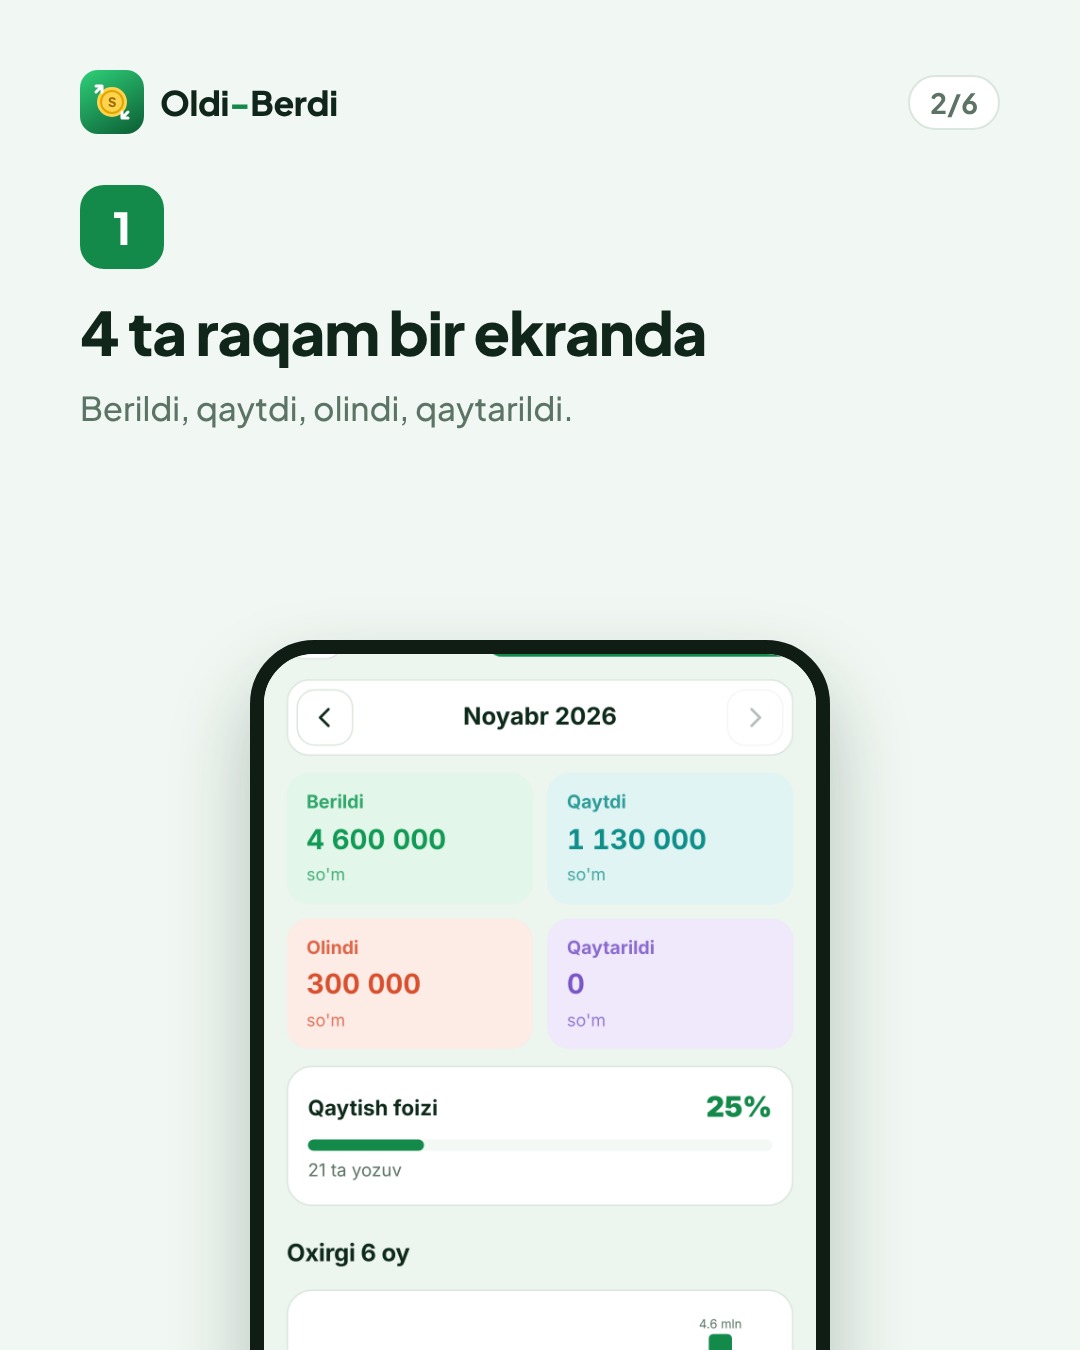 Oldi-Berdi
2/6
1
4 ta raqam bir ekranda
Berildi, qaytdi, olindi, qaytarildi.
Noyabr 2026
Berildi
4 600 000
so'm
Qaytdi
1 130 000
so'm
Olindi
300 000
so'm
Qaytarildi
0
so'm
Qaytish foizi
25%
21 ta yozuv
Oxirgi 6 oy
4.6 mln